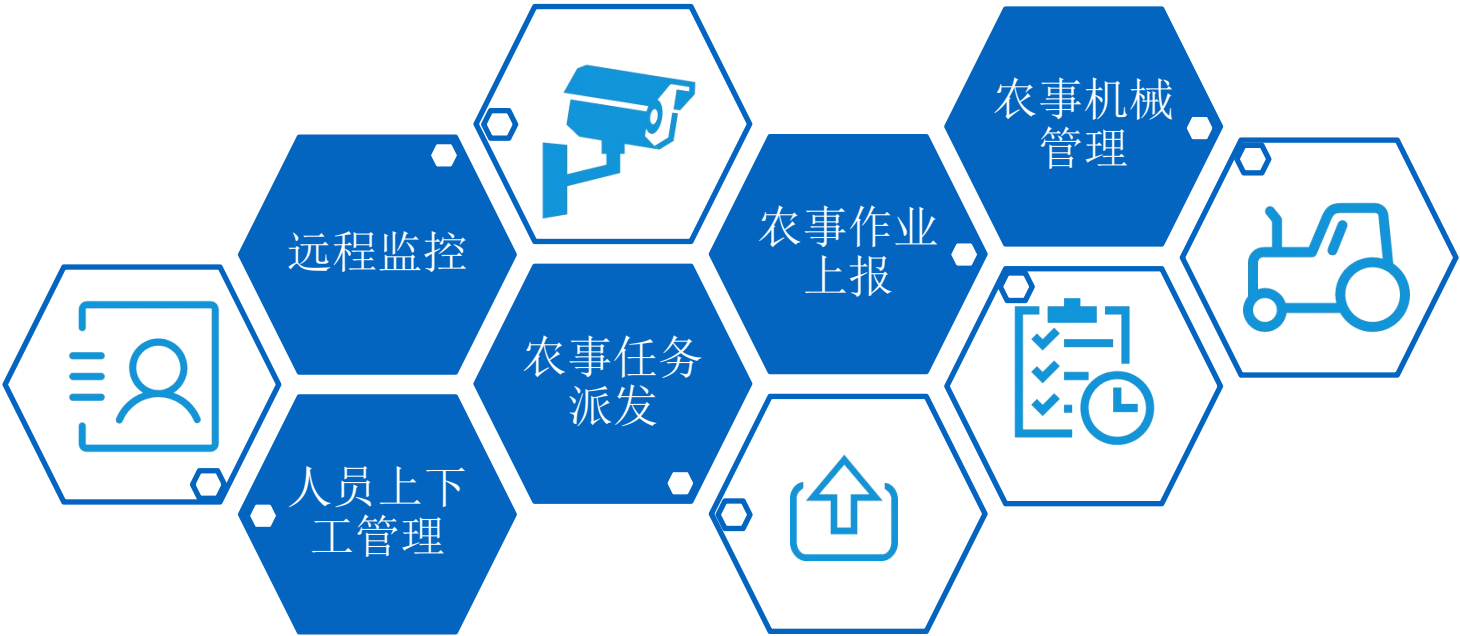 农事机械
管理
农事作业
上报
远程监控
农事任务
派发
人员上下
工管理